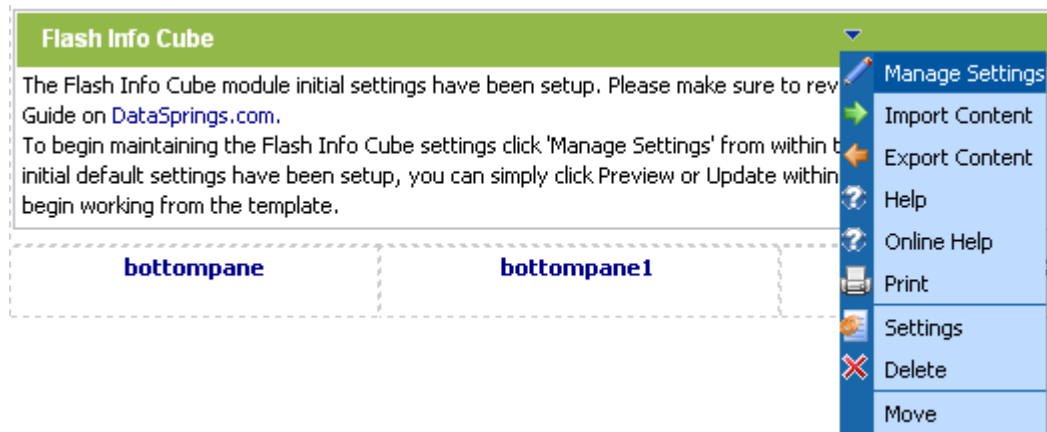 Flash Info Cube
The Flash Info Cube module initial settings have been setup. Please make sure to rev
Guide on DataSprings.com.
To begin maintaining the Flash Info Cube settings click 'Manage Settings' from within
initial default settings have been setup, you can simply click Preview or Update within
begin working from the template.
bottompane
bottompane1
Manage Settings
Import Content
Export Content
Help
Online Help
Print
Settings
Delete
Move